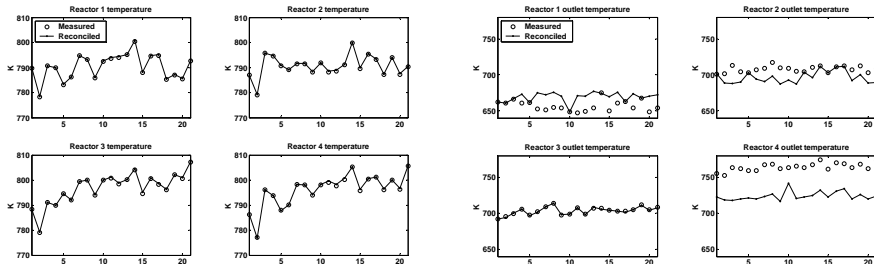 Reactor 1 temperature
Reactor 2 temperature
Reactor 1 outlet temperature
Reactor 2 outlet temperature
810
800
790
780
770
K
Measured
Reconciled
5 10 15 20
810
800
790
780
770
K
5 10 15 20
750
700
650
K
Measured
Reconciled
5 10 15 20
750
700
650
K
5 10 15 20
Reactor 3 temperature
Reactor 4 temperature
Reactor 3 outlet temperature
Reactor 4 outlet temperature
810
800
790
780
770
K
5 10 15 20
810
800
790
780
770
K
5 10 15 20
750
700
650
K
5 10 15 20
750
700
650
K
5 10 15 20